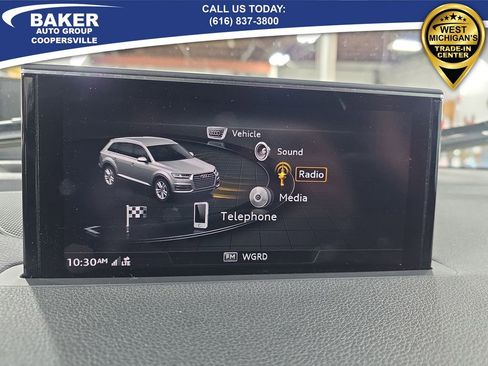 BAKER
AUTO GROUP
COOPERSVILLE
CALL US TODAY:
(616) 837-3800
WEST
MICHIGAN'S
TRADE-IN
CENTER
Vehicle
Sound
Radio
Media
Telephone
10:30AM LTE
FM WGRD